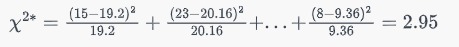 χ²* = (15−19.2)²/19.2 + (23−20.16)²/20.16 +…+ (8−9.36)²/9.36 = 2.95